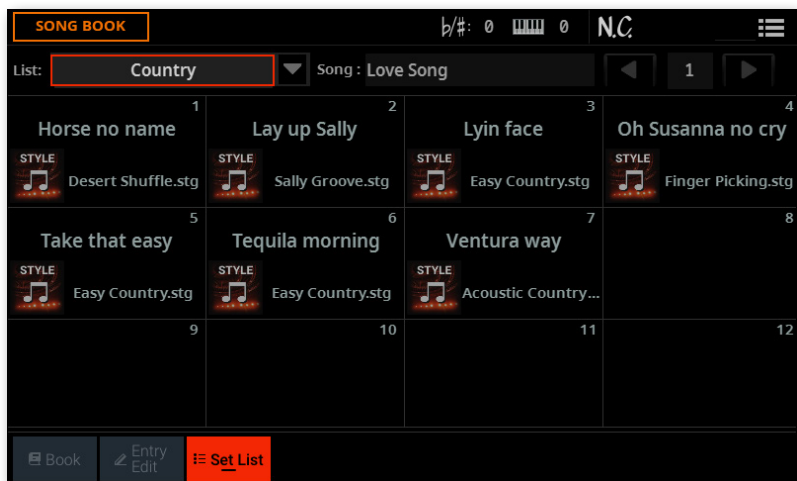 SONG BOOK
♭/#: 0 0 N.C.
List: Country Song : Love Song 1
1 2 3 4
Horse no name Lay up Sally Lyin face Oh Susanna no cry
STYLE STYLE STYLE STYLE
Desert Shuffle.stg Sally Groove.stg Easy Country.stg Finger Picking.stg
5 6 7 8
Take that easy Tequila morning Ventura way
STYLE STYLE STYLE
Easy Country.stg Easy Country.stg Acoustic Country...
9 10 11 12
Book Entry Edit Set List